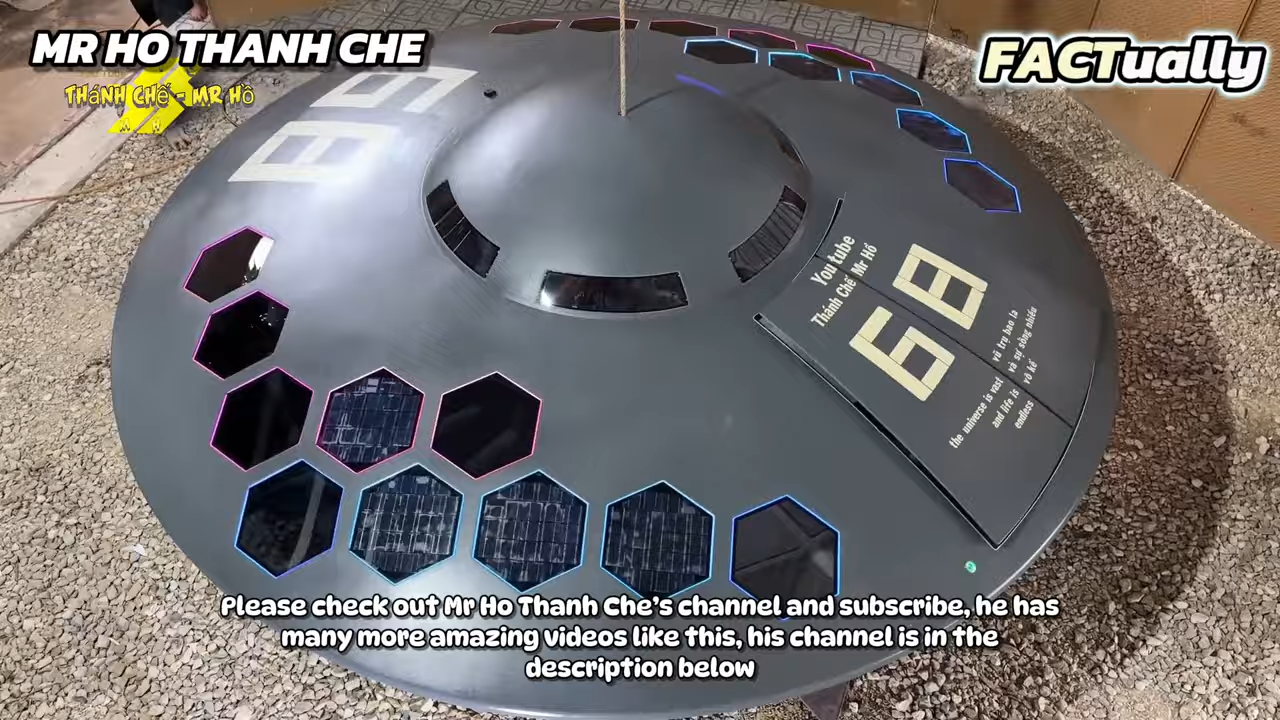 MR HO THANH CHE
THÁNH CHẾ - MR HỒ
M H
FACTually
68
68
You tube
Thánh Chế Mr Hồ
vũ trụ bao la
và sự sống nhiều
vô kể
the universe is vast
and life is
endless
Please check out Mr Ho Thanh Che's channel and subscribe, he has
many more amazing videos like this, his channel is in the
description below